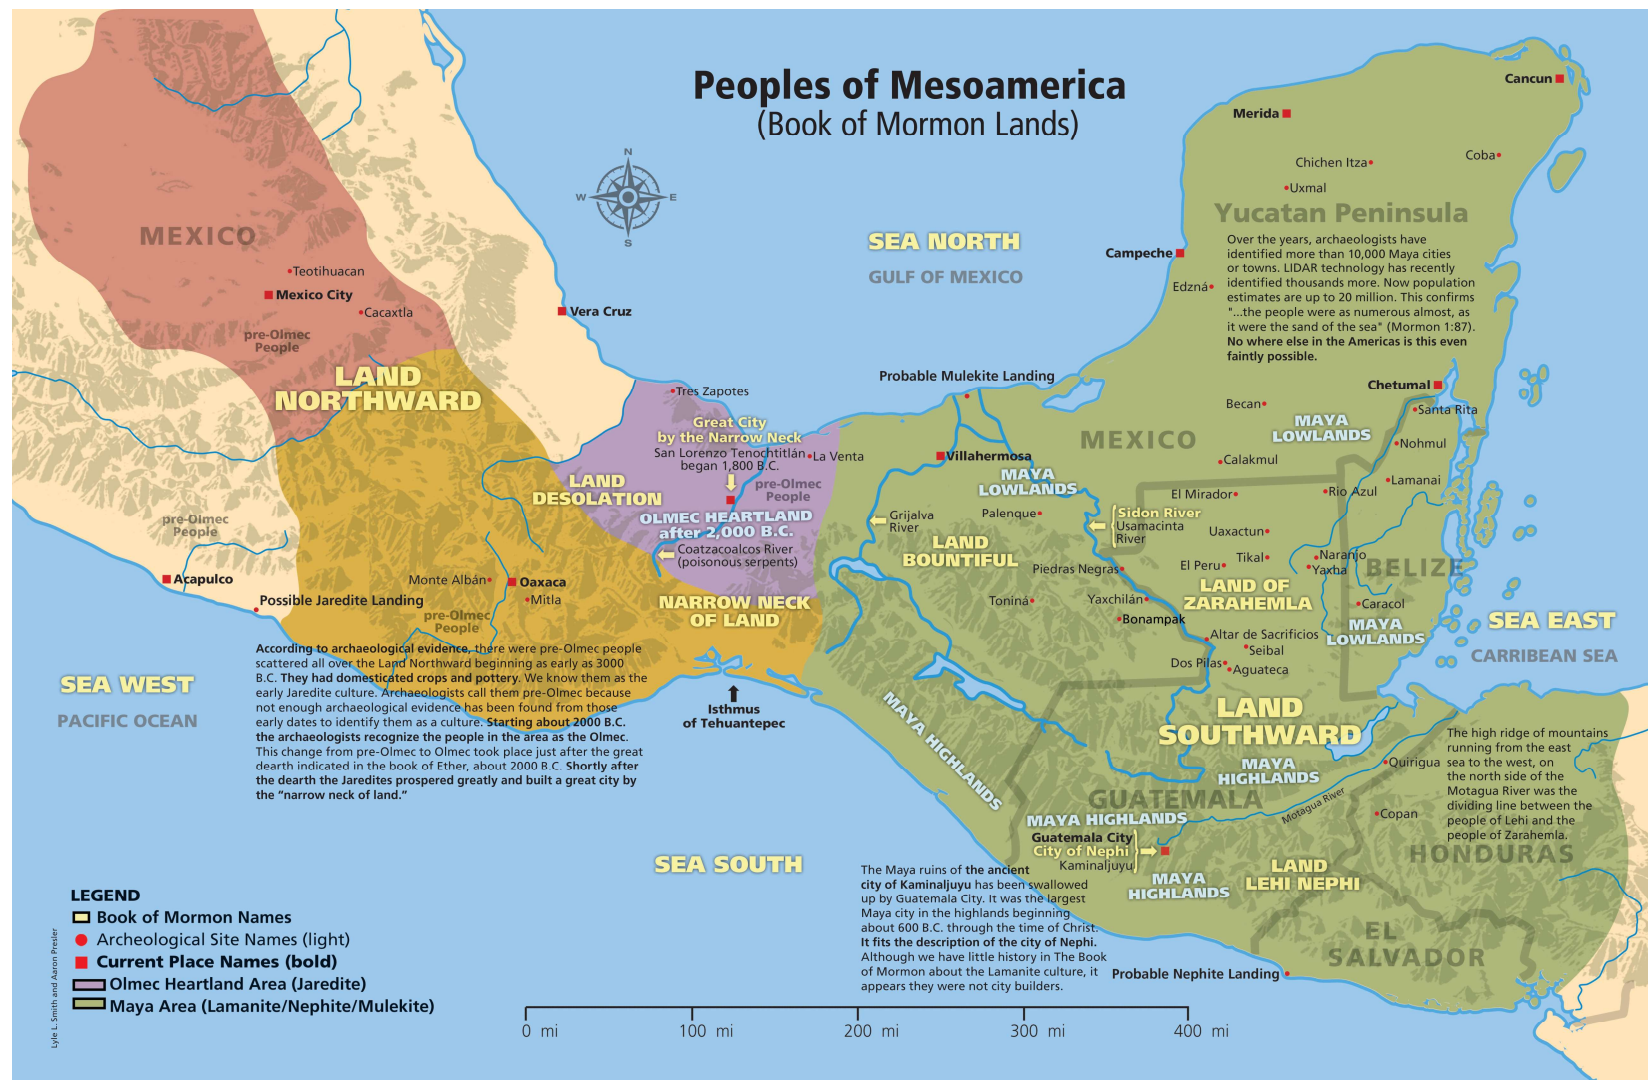 Peoples of Mesoamerica
(Book of Mormon Lands)
N
W
E
S
MEXICO
Teotihuacan
Mexico City
Cacaxtla
pre-Olmec
People
Vera Cruz
LAND
NORTHWARD
SEA NORTH
GULF OF MEXICO
Cancun
Merida
Chichen Itza
Coba
Uxmal
Yucatan Peninsula
Campeche
Edzná
Over the years, archaeologists have
identified more than 10,000 Maya cities
or towns. LIDAR technology has recently
identified thousands more. Now population
estimates are up to 20 million. This confirms
"...the people were as numerous almost, as
it were the sand of the sea" (Mormon 1:87).
No where else in the Americas is this even
faintly possible.
Probable Mulekite Landing
Chetumal
Santa Rita
Becan
MAYA
LOWLANDS
MEXICO
Nohmul
Calakmul
Lamanai
El Mirador
Rio Azul
Tres Zapotes
Great City
by the Narrow Neck
San Lorenzo Tenochtitlán
began 1,800 B.C.
La Venta
pre-Olmec
People
LAND
DESOLATION
OLMEC HEARTLAND
after 2,000 B.C.
Coatzacoalcos River
(poisonous serpents)
Villahermosa
MAYA
LOWLANDS
Grijalva
River
Palenque
Sidon River
Usamacinta
River
LAND
BOUNTIFUL
Uaxactun
Tikal
Naranjo
El Peru
Yaxha
BELIZE
Piedras Negras
LAND OF
ZARAHEMLA
Toniná
Yaxchilán
Caracol
Bonampak
MAYA
LOWLANDS
Altar de Sacrificios
Seibal
Dos Pilas
Aguateca
SEA EAST
CARRIBEAN SEA
pre-Olmec
People
Acapulco
Possible Jaredite Landing
Monte Albán
Oaxaca
Mitla
pre-Olmec
People
NARROW NECK
OF LAND
According to archaeological evidence, there were pre-Olmec people
scattered all over the Land Northward beginning as early as 3000
B.C. They had domesticated crops and pottery. We know them as the
early Jaredite culture. Archaeologists call them pre-Olmec because
not enough archaeological evidence has been found from those
early dates to identify them as a culture. Starting about 2000 B.C.
the archaeologists recognize the people in the area as the Olmec.
This change from pre-Olmec to Olmec took place just after the great
dearth indicated in the book of Ether, about 2000 B.C. Shortly after
the dearth the Jaredites prospered greatly and built a great city by
the "narrow neck of land."
SEA WEST
PACIFIC OCEAN
Isthmus
of Tehuantepec
MAYA HIGHLANDS
LAND
SOUTHWARD
MAYA
HIGHLANDS
The high ridge of mountains
running from the east
sea to the west, on
the north side of the
Motagua River was the
dividing line between the
people of Lehi and the
people of Zarahemla.
Quirigua
GUATEMALA
Motagua River
Copan
MAYA HIGHLANDS
Guatemala City
City of Nephi
Kaminaljuyu
HONDURAS
SEA SOUTH
MAYA
HIGHLANDS
LAND
LEHI NEPHI
The Maya ruins of the ancient
city of Kaminaljuyu has been swallowed
up by Guatemala City. It was the largest
Maya city in the highlands beginning
about 600 B.C. through the time of Christ.
It fits the description of the city of Nephi.
Although we have little history in The Book
of Mormon about the Lamanite culture, it
appears they were not city builders.
EL
SALVADOR
Probable Nephite Landing
LEGEND
Book of Mormon Names
Archeological Site Names (light)
Current Place Names (bold)
Olmec Heartland Area (Jaredite)
Maya Area (Lamanite/Nephite/Mulekite)
Lyle L. Smith and Aaron Presler
0 mi
100 mi
200 mi
300 mi
400 mi